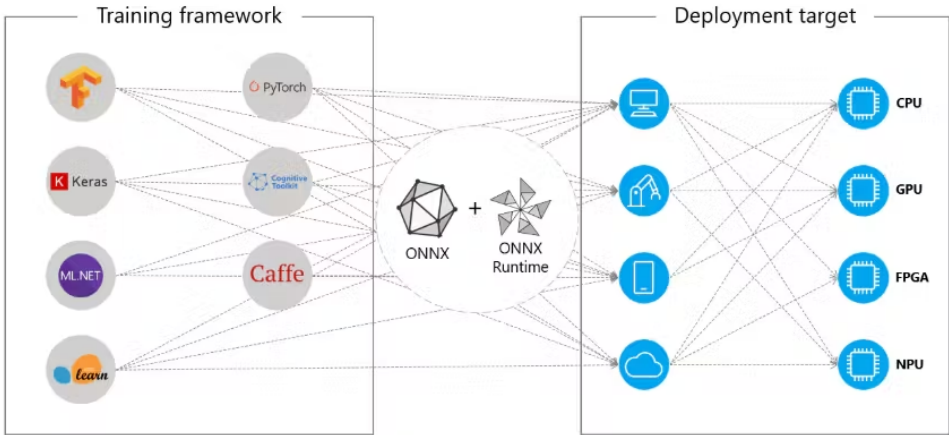 Training framework
Deployment target
PyTorch
K Keras
Cognitive
Toolkit
ML.NET
Caffe
learn
ONNX
+
ONNX
Runtime
CPU
GPU
FPGA
NPU